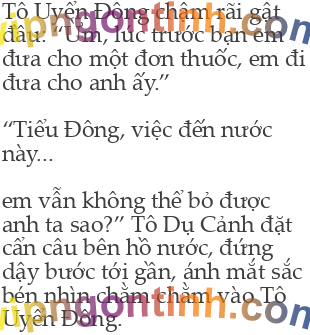 Tô Uyển Đông chậm rãi gật
đầu. “Ừm, lúc trước bạn em
đưa cho một đơn thuốc, em đi
đưa cho anh ấy.”
“Tiểu Đông, việc đến nước
này...
em vẫn không thể bỏ được
anh ta sao?” Tô Dụ Cảnh đặt
cần câu bên hồ nước, đứng
dậy bước tới gần, ánh mắt sắc
bén nhìn chằm chằm vào Tô
Uyển Đông.